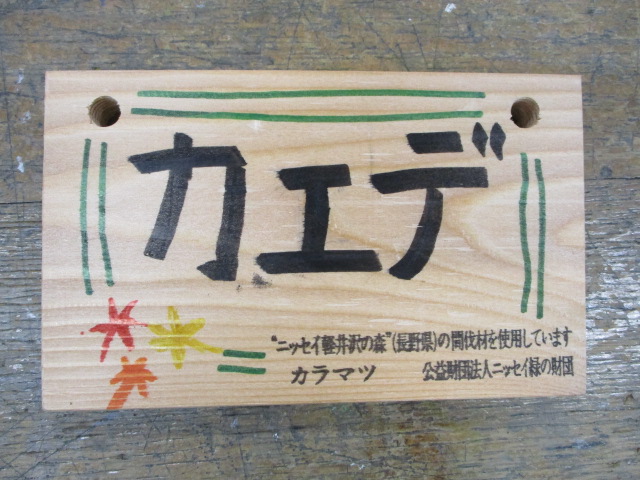 カエデ
"ニッセイ軽井沢の森"(長野県)の間伐材を使用しています
カラマツ 公益財団法人ニッセイ緑の財団